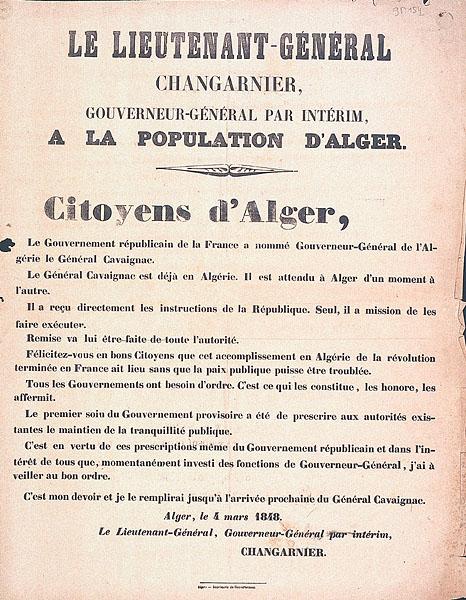 LE LIEUTENANT-GÉNÉRAL
CHANGARNIER,
GOUVERNEUR-GÉNÉRAL PAR INTÉRIM,
A LA POPULATION D'ALGER.
Citoyens d'Alger,
Le Gouvernement républicain de la France a nommé Gouverneur-Général de l'Al-
gérie le Général Cavaignac.
Le Général Cavaignac est déjà en Algérie. Il est attendu à Alger d'un moment à
l'autre.
Il a reçu directement les instructions de la République. Seul, il a mission de les
faire exécuter.
Remise va lui être faite de toute l'autorité.
Félicitez-vous en bons Citoyens que cet accomplissement en Algérie de la révolution
terminée en France ait lieu sans que la paix publique puisse être troublée.
Tous les Gouvernements ont besoin d'ordre. C'est ce qui les constitue, les honore, les
affermit.
Le premier soin du Gouvernement provisoire a été de prescrire aux autorités exis-
tantes le maintien de la tranquillité publique.
C'est en vertu de ces prescriptions même du Gouvernement républicain et dans l'in-
térêt de tous que, momentanément investi des fonctions de Gouverneur-Général, j'ai à
veiller au bon ordre.
C'est mon devoir et je le remplirai jusqu'à l'arrivée prochaine du Général Cavaignac.
Alger, le 4 mars 1848.
Le Lieutenant-Général, Gouverneur-Général par intérim,
CHANGARNIER.